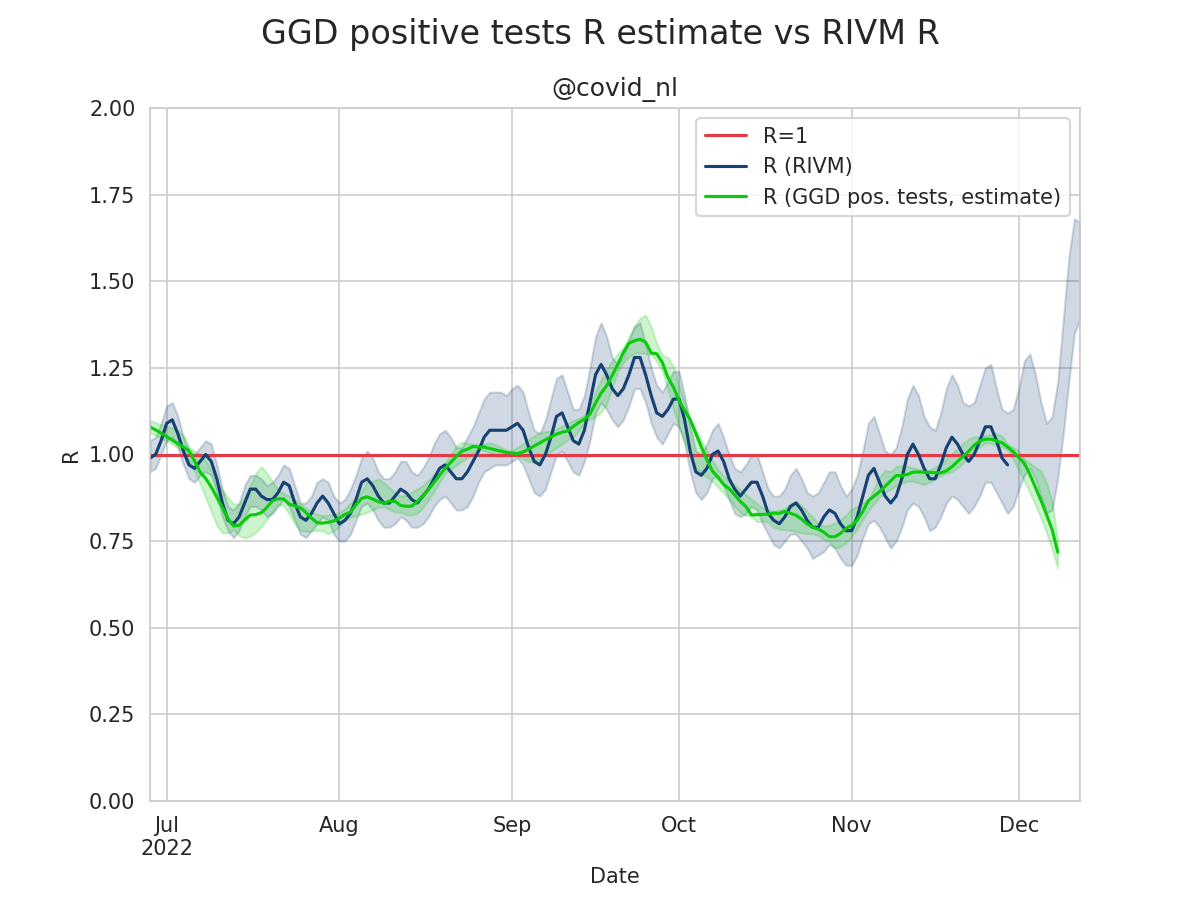 GGD positive tests R estimate vs RIVM R
@covid_nl
R=1
R (RIVM)
R (GGD pos. tests, estimate)
2.00
1.75
1.50
1.25
1.00
0.75
0.50
0.25
0.00
R
Jul Aug Sep Oct Nov Dec
2022
Date